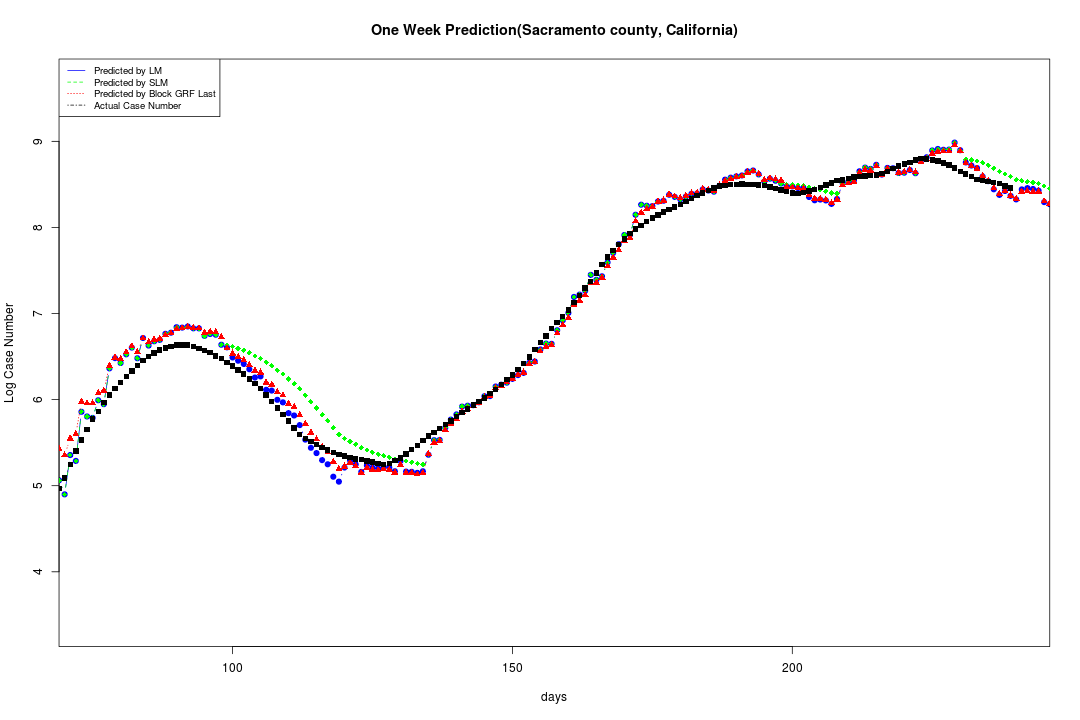 One Week Prediction(Sacramento county, California)
Predicted by LM
Predicted by SLM
Predicted by Block GRF Last
Actual Case Number
9
8
7
6
5
4
Log Case Number
100 150 200
days